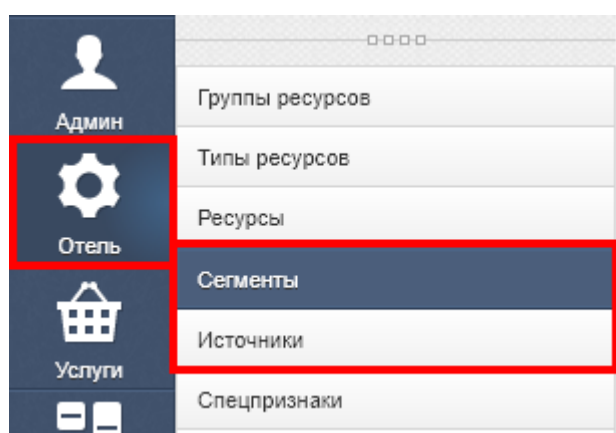 Админ
Отель
Услуги
Группы ресурсов
Типы ресурсов
Ресурсы
Сегменты
Источники
Спецпризнаки